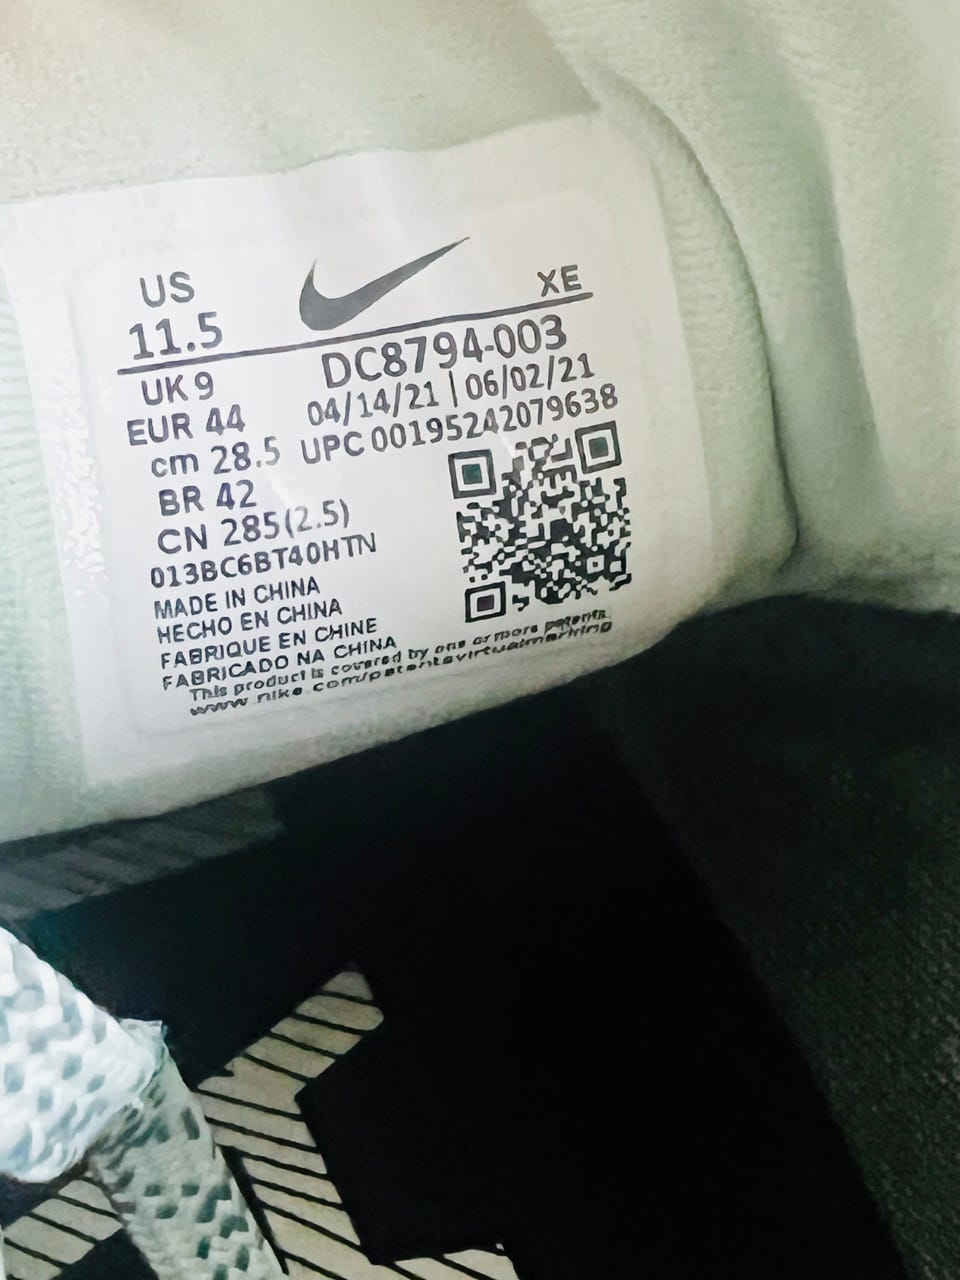 US
XE
11.5
DC8794-003
UK 9
04/14/21 | 06/02/21
EUR 44
UPC 00195242079638
cm 28.5
BR 42
CN 285(2.5)
013BC6BT40HTN
MADE IN CHINA
HECHO EN CHINA
FABRIQUE EN CHINE
FABRICADO NA CHINA
This product is covered by one or more patents.
www.nike.com/patentsvirtualmarking